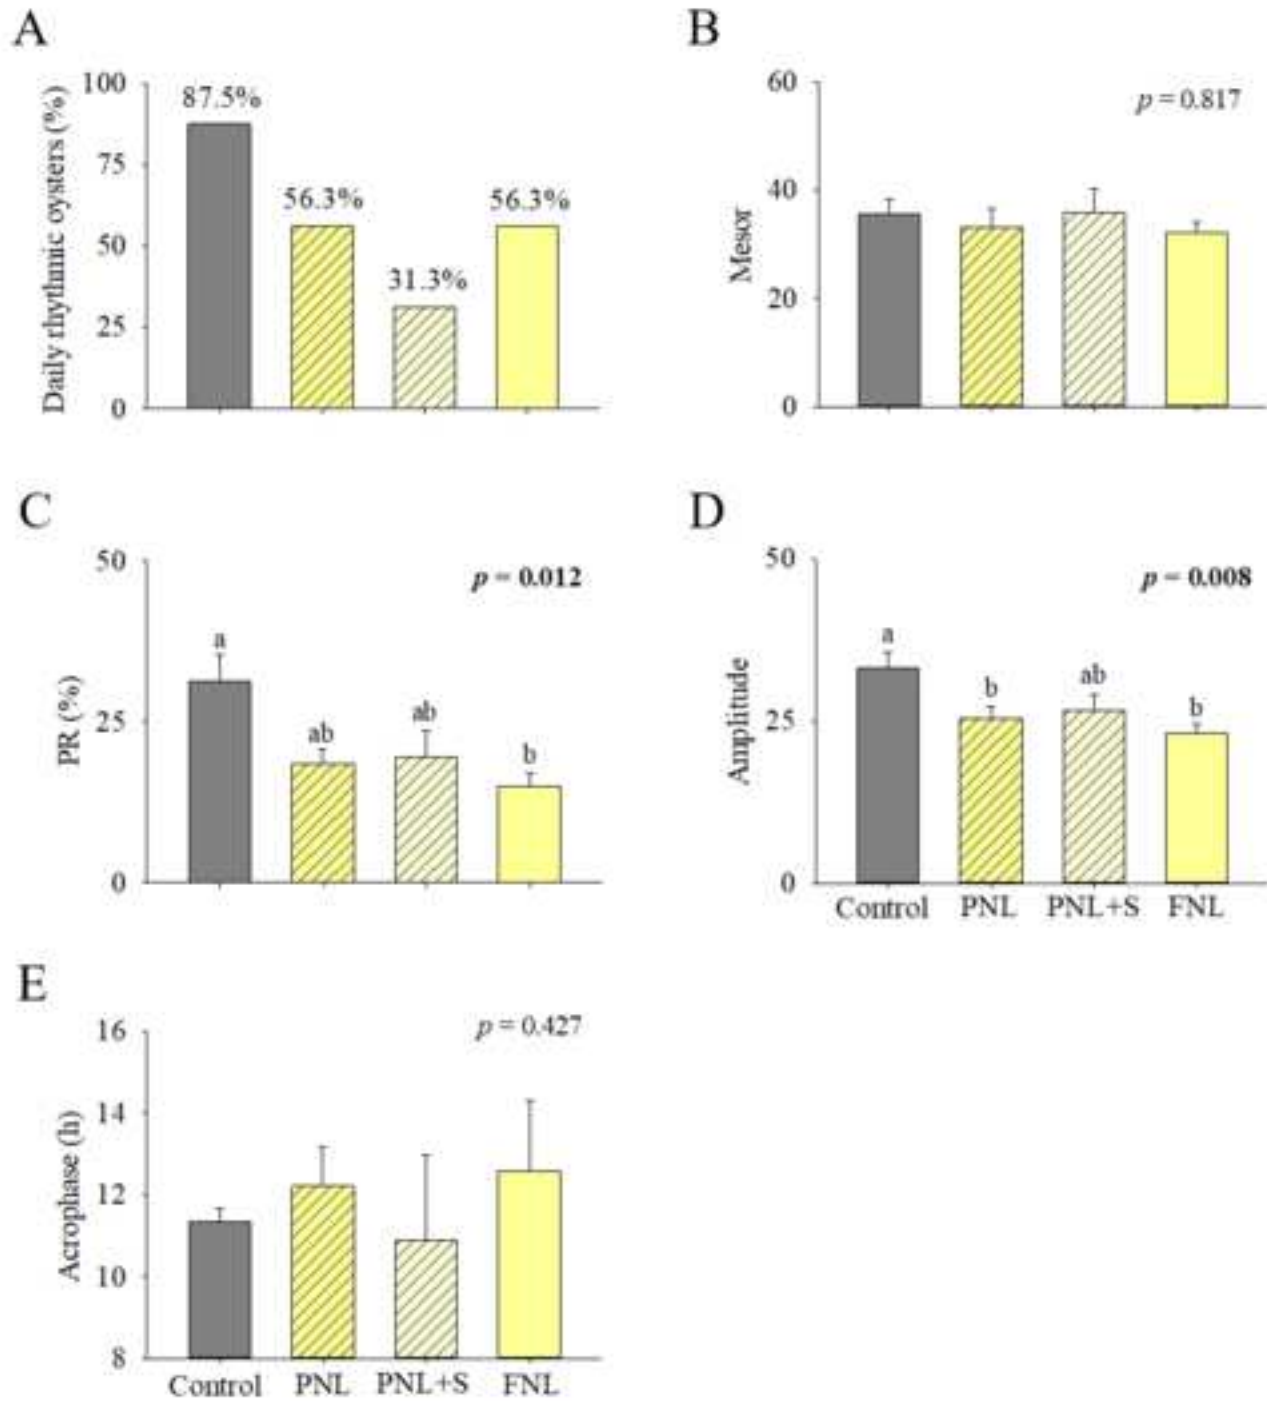 A
Daily rhythmic oysters (%)
100
75
50
25
0
87.5%
56.3%
31.3%
56.3%
B
Mesor
60
40
20
0
p = 0.817
C
PR (%)
50
25
0
p = 0.012
a
ab
ab
b
D
Amplitude
50
25
0
p = 0.008
a
b
ab
b
Control PNL PNL+S FNL
E
Acrophase (h)
16
14
12
10
8
p = 0.427
Control PNL PNL+S FNL